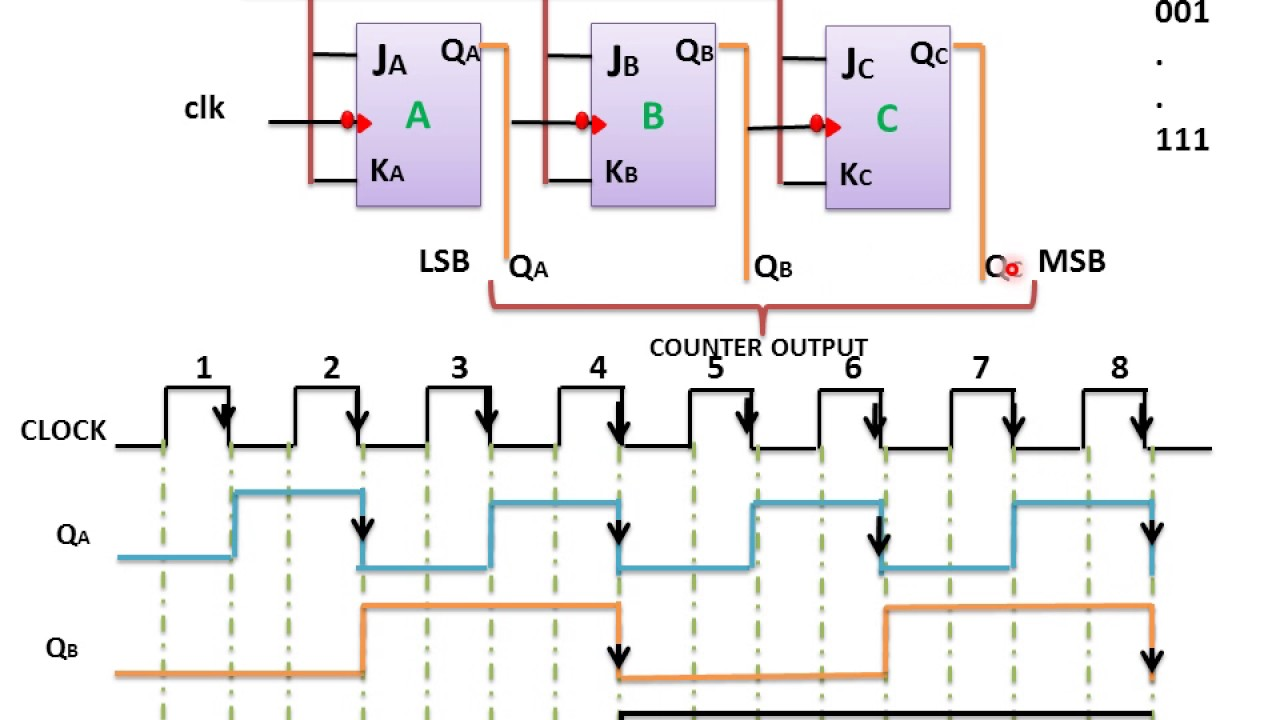 001
.
JA QA JB QB JC QC
.
clk A B C
111
KA KB KC
LSB QA QB QC MSB
COUNTER OUTPUT
1 2 3 4 5 6 7 8
CLOCK
QA
QB